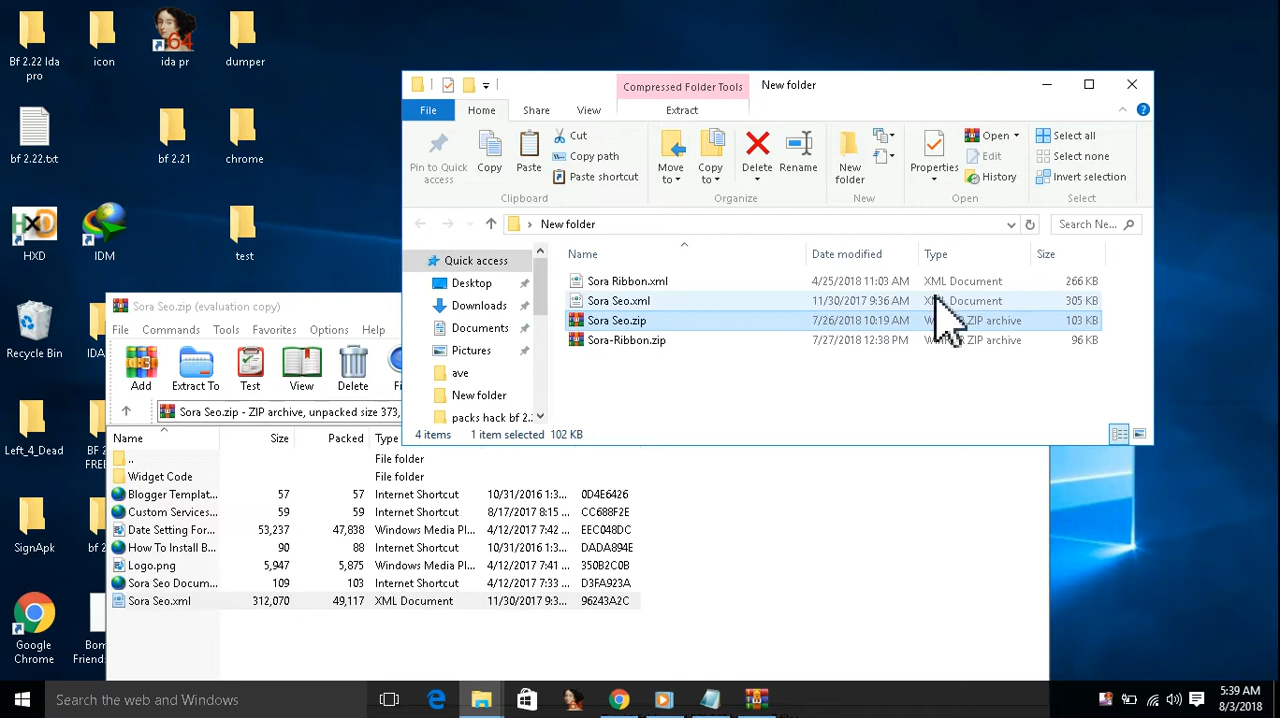 Bf 2.22 Ida
pro
icon
64
ida pr
dumper
bf 2.22.txt
bf 2.21
chrome
HXD
HXD
IDM
test
Recycle Bin
IDA
Left_4_Dead
BF 2
FREE
SignApk
bf 2
Google
Chrome
Bom
Friend:
Compressed Folder Tools
New folder
File
Home
Share
View
Extract
Pin to Quick
access
Copy
Paste
Cut
Copy path
Paste shortcut
Clipboard
Move
to
Copy
to
Delete
Rename
Organize
New
folder
New
Properties
Open
Edit
History
Open
Select all
Select none
Invert selection
Select
New folder
Search Ne...
Quick access
Desktop
Downloads
Documents
Pictures
ave
New folder
packs hack bf 2.
Name
Date modified
Type
Size
Sora Ribbon.xml 4/25/2018 11:03 AM XML Document 266 KB
Sora Seo.xml 11/30/2017 9:36 AM XML Document 305 KB
Sora Seo.zip 7/26/2018 10:19 AM ZIP archive 103 KB
Sora-Ribbon.zip 7/27/2018 12:38 PM ZIP archive 96 KB
4 items 1 item selected 102 KB
Sora Seo.zip (evaluation copy)
File Commands Tools Favorites Options Help
Add
Extract To
Test
View
Delete
Fi
Sora Seo.zip - ZIP archive, unpacked size 373,
Name Size Packed Type
.. File folder
Widget Code File folder
Blogger Templat... 57 57 Internet Shortcut 10/31/2016 1:3... 0D4E6426
Custom Services... 59 59 Internet Shortcut 8/17/2017 8:15 ... CC688F2E
Date Setting For... 53,237 47,838 Windows Media Pl... 4/12/2017 7:42 ... EEC048DC
How To Install B... 90 88 Internet Shortcut 10/31/2016 1:3... DADA894E
Logo.png 5,947 5,875 Windows Media Pl... 4/12/2017 7:41 ... 350B2C0B
Sora Seo Docum... 109 103 Internet Shortcut 4/12/2017 7:33 ... D3FA923A
Sora Seo.xml 312,070 49,117 XML Document 11/30/2017 9:3... 96243A2C
Search the web and Windows
5:39 AM
8/3/2018